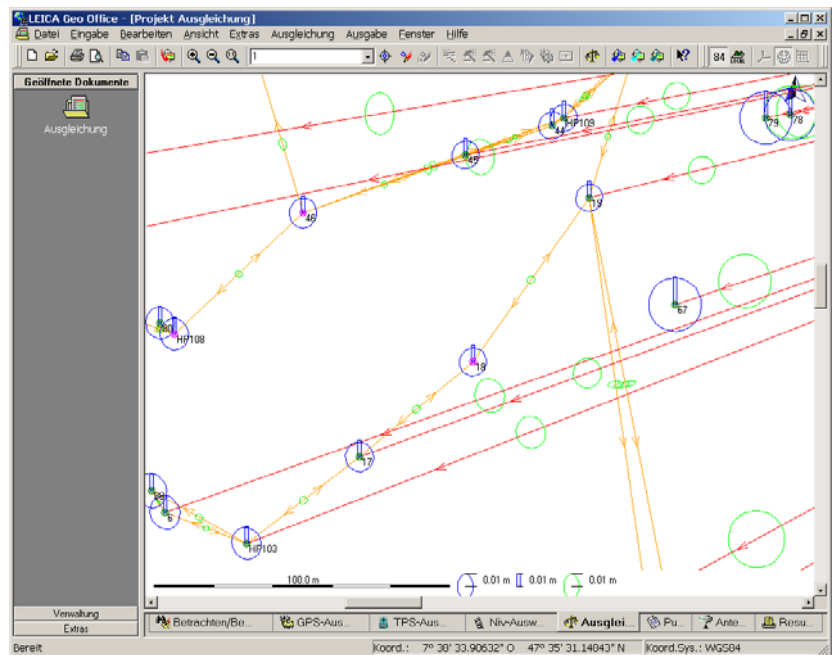 LEICA Geo Office - [Projekt Ausgleichung]
Datei Eingabe Bearbeiten Ansicht Extras Ausgleichung Ausgabe Fenster Hilfe
1
84
Geöffnete Dokumente
Ausgleichung
HP109
44
45
79
78
46
19
67
80
HP108
18
17
6
HP103
100.0 m
0.01 m
0.01 m
0.01 m
Verwaltung
Extras
Betrachten/Be...
GPS-Aus...
TPS-Aus...
Niv-Ausw...
Ausglei...
Pu...
Ante...
Resu...
Bereit
Koord.: 7° 38' 33.90632" O 47° 35' 31.14843" N
Koord.Sys.: WGS84